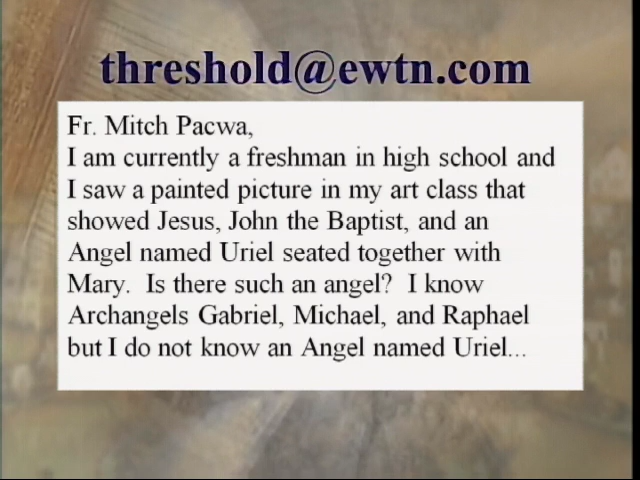 threshold@ewtn.com
Fr. Mitch Pacwa,
I am currently a freshman in high school and
I saw a painted picture in my art class that
showed Jesus, John the Baptist, and an
Angel named Uriel seated together with
Mary.  Is there such an angel?  I know
Archangels Gabriel, Michael, and Raphael
but I do not know an Angel named Uriel...